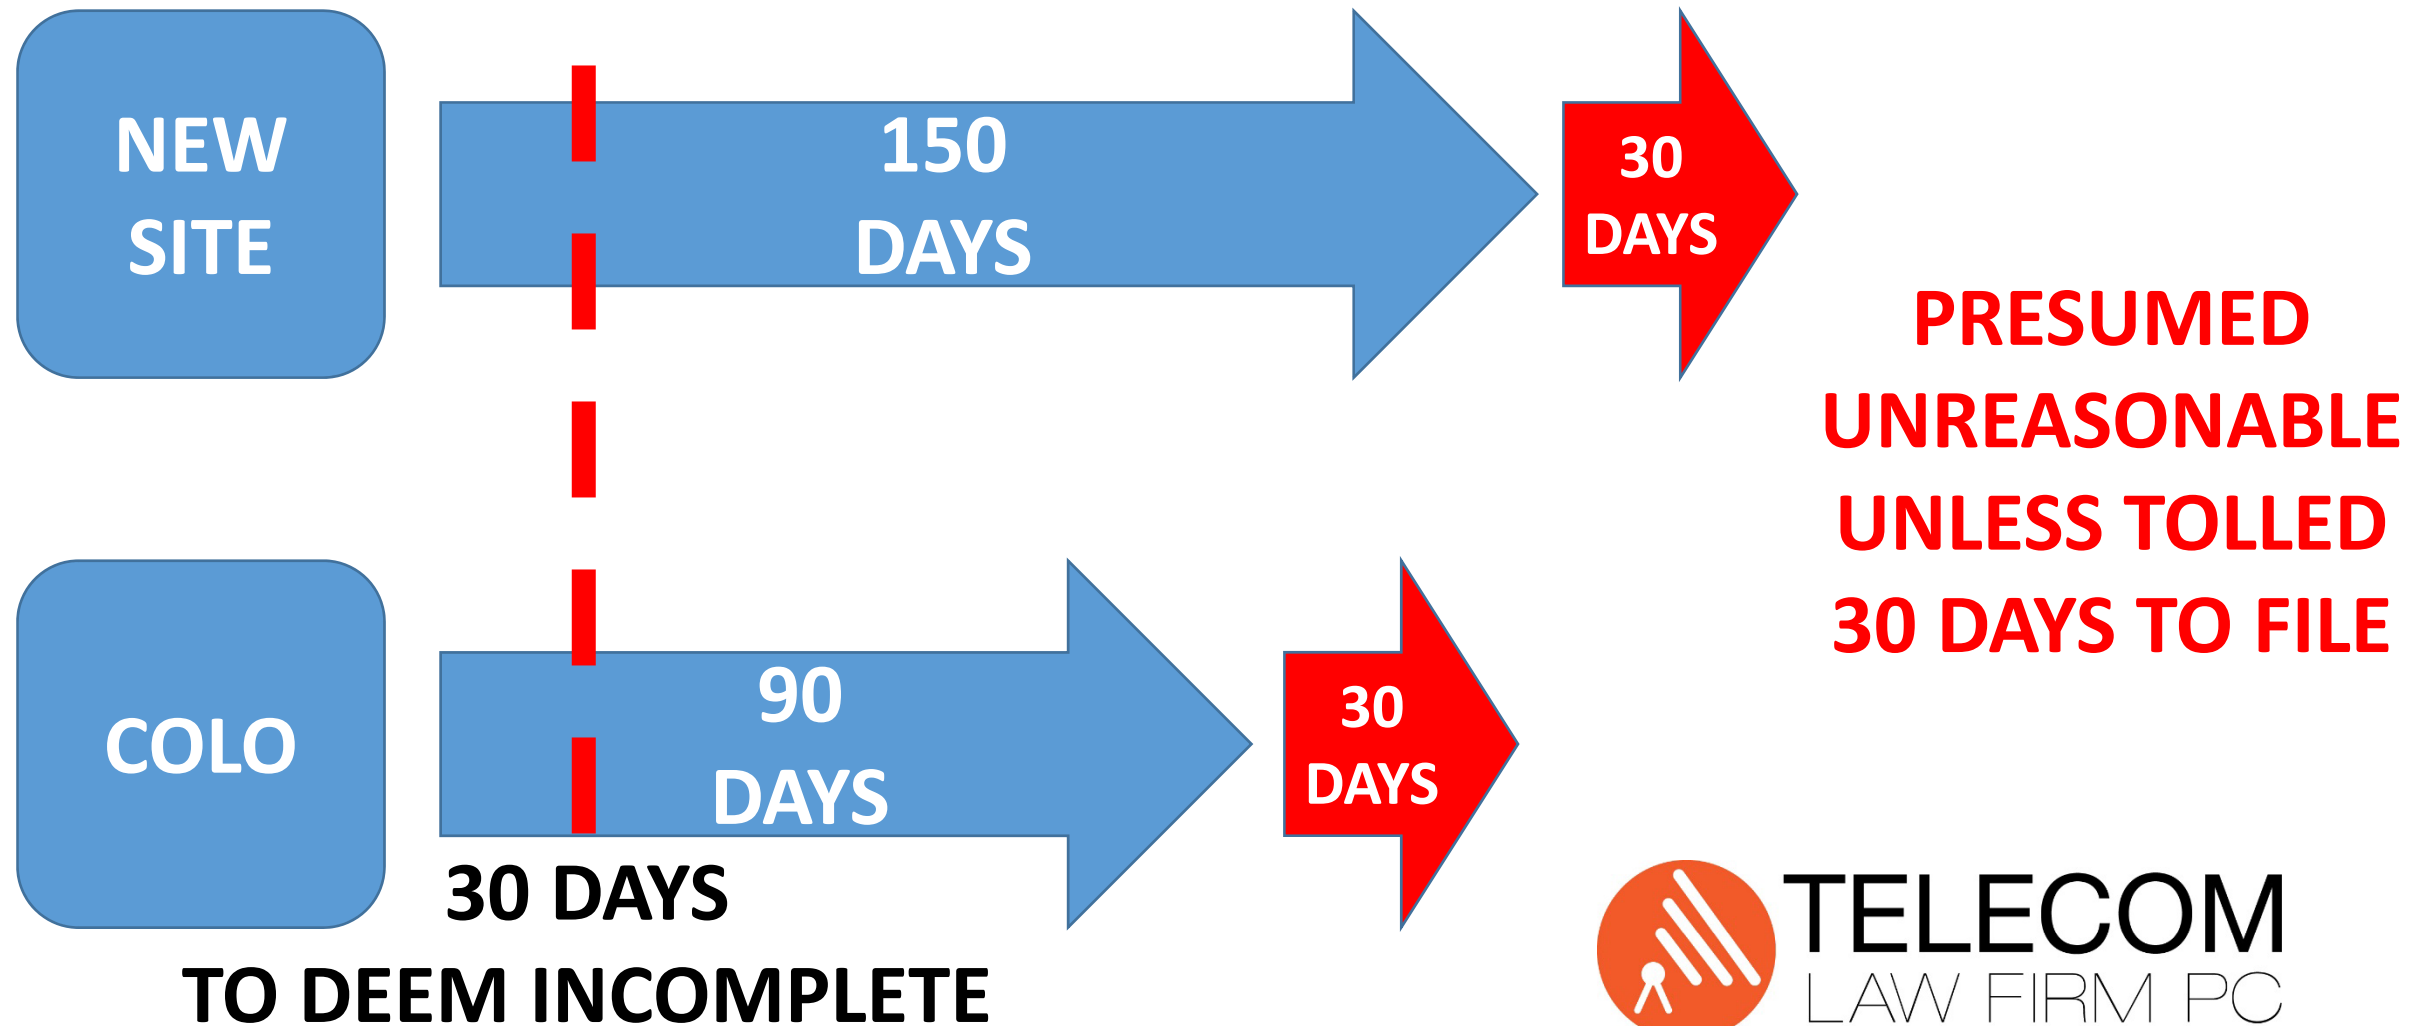 NEW
SITE
150
DAYS
30
DAYS
PRESUMED
UNREASONABLE
UNLESS TOLLED
30 DAYS TO FILE
COLO
90
DAYS
30
DAYS
30 DAYS
TO DEEM INCOMPLETE
TELECOM
LAW FIRM PC